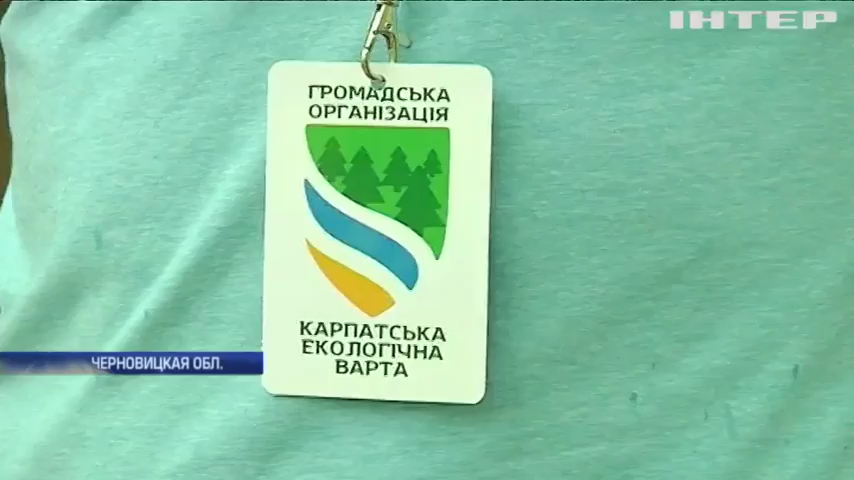 ІНТЕР
ГРОМАДСЬКА
ОРГАНІЗАЦІЯ
КАРПАТСЬКА
ЕКОЛОГІЧНА
ВАРТА
ЧЕРНОВИЦКАЯ ОБЛ.